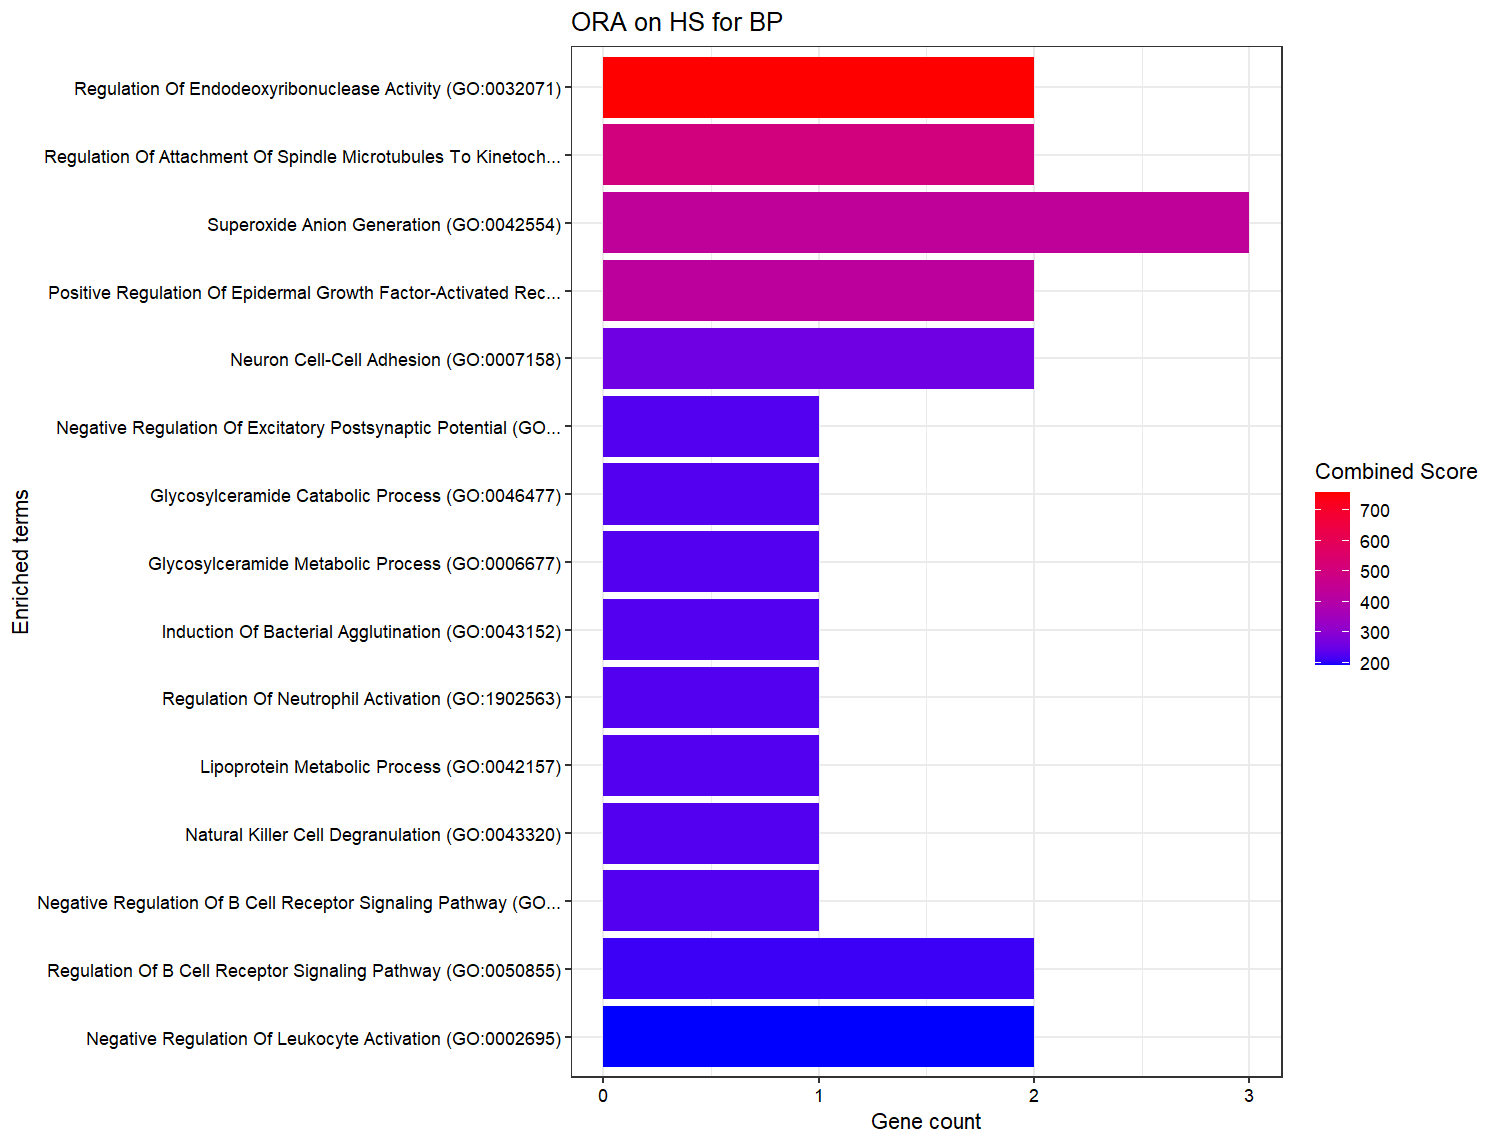 ORA on HS for BP
Regulation Of Endodeoxyribonuclease Activity (GO:0032071)
Regulation Of Attachment Of Spindle Microtubules To Kinetoch...
Superoxide Anion Generation (GO:0042554)
Positive Regulation Of Epidermal Growth Factor-Activated Rec...
Neuron Cell-Cell Adhesion (GO:0007158)
Negative Regulation Of Excitatory Postsynaptic Potential (GO...
Glycosylceramide Catabolic Process (GO:0046477)
Glycosylceramide Metabolic Process (GO:0006677)
Induction Of Bacterial Agglutination (GO:0043152)
Regulation Of Neutrophil Activation (GO:1902563)
Lipoprotein Metabolic Process (GO:0042157)
Natural Killer Cell Degranulation (GO:0043320)
Negative Regulation Of B Cell Receptor Signaling Pathway (GO...
Regulation Of B Cell Receptor Signaling Pathway (GO:0050855)
Negative Regulation Of Leukocyte Activation (GO:0002695)
Enriched terms
0 1 2 3
Gene count
Combined Score
700
600
500
400
300
200